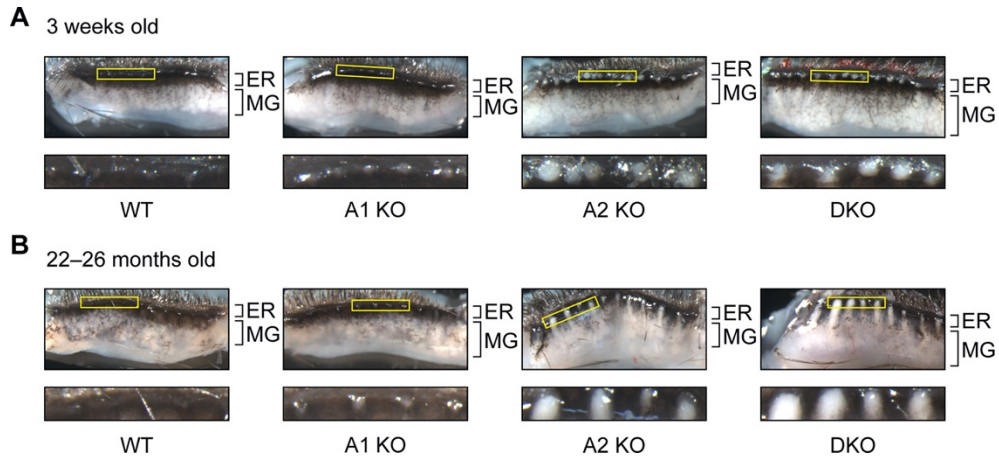 A
3 weeks old
ER
MG
ER
MG
ER
MG
ER
MG
WT
A1 KO
A2 KO
DKO
B
22–26 months old
ER
MG
ER
MG
ER
MG
ER
MG
WT
A1 KO
A2 KO
DKO